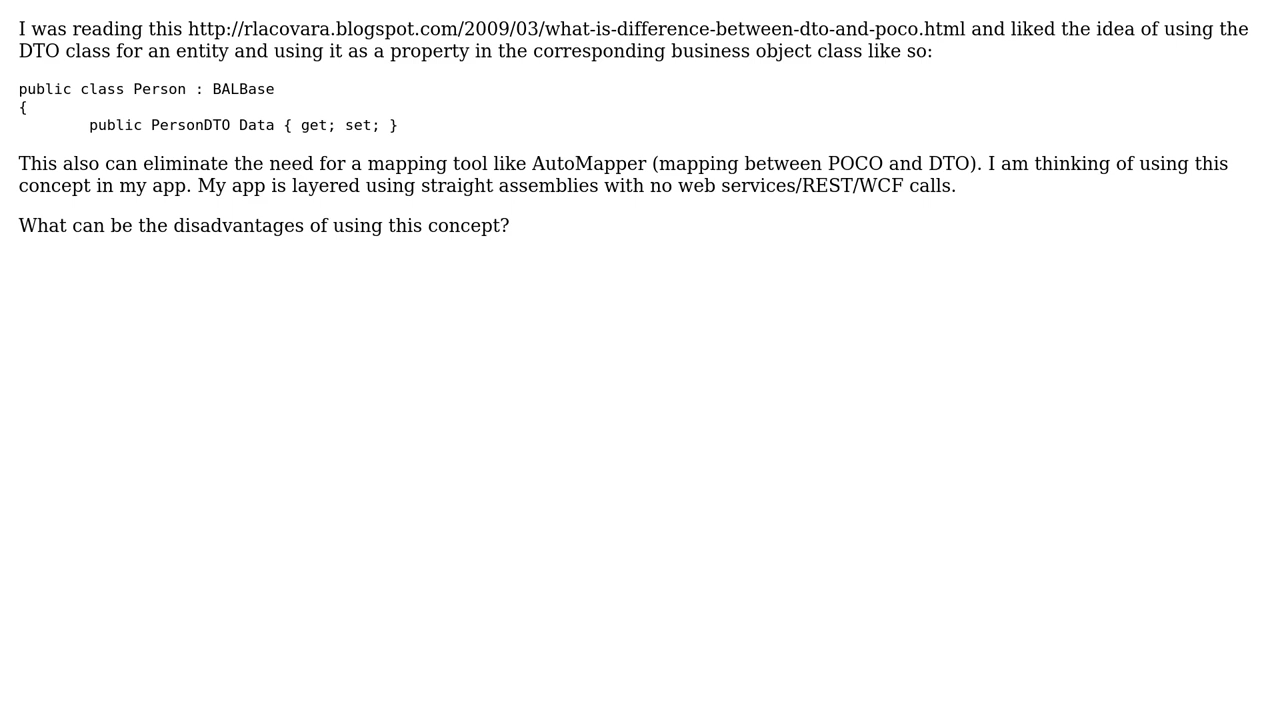 I was reading this http://rlacovara.blogspot.com/2009/03/what-is-difference-between-dto-and-poco.html and liked the idea of using the
DTO class for an entity and using it as a property in the corresponding business object class like so:
public class Person : BALBase
{
        public PersonDTO Data { get; set; }
This also can eliminate the need for a mapping tool like AutoMapper (mapping between POCO and DTO). I am thinking of using this
concept in my app. My app is layered using straight assemblies with no web services/REST/WCF calls.
What can be the disadvantages of using this concept?